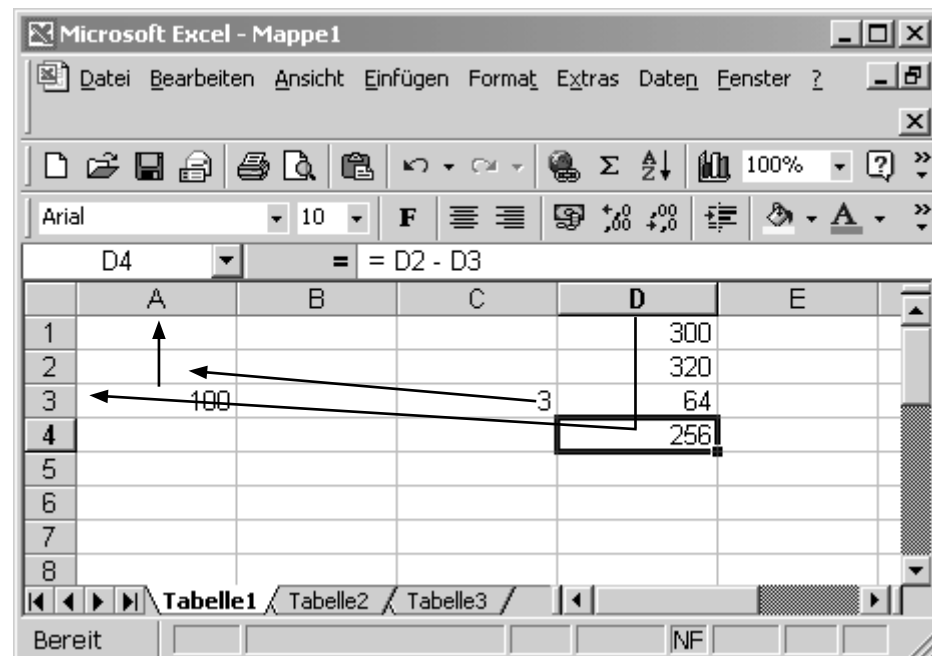 Microsoft Excel - Mappe1
Datei Bearbeiten Ansicht Einfügen Format Extras Daten Fenster ?
100%
Arial 10 F A
D4 = = D2 - D3
A B C D E
1 300
2 320
3 100 3 64
4 256
5
6
7
8
Tabelle1 Tabelle2 Tabelle3
Bereit NF